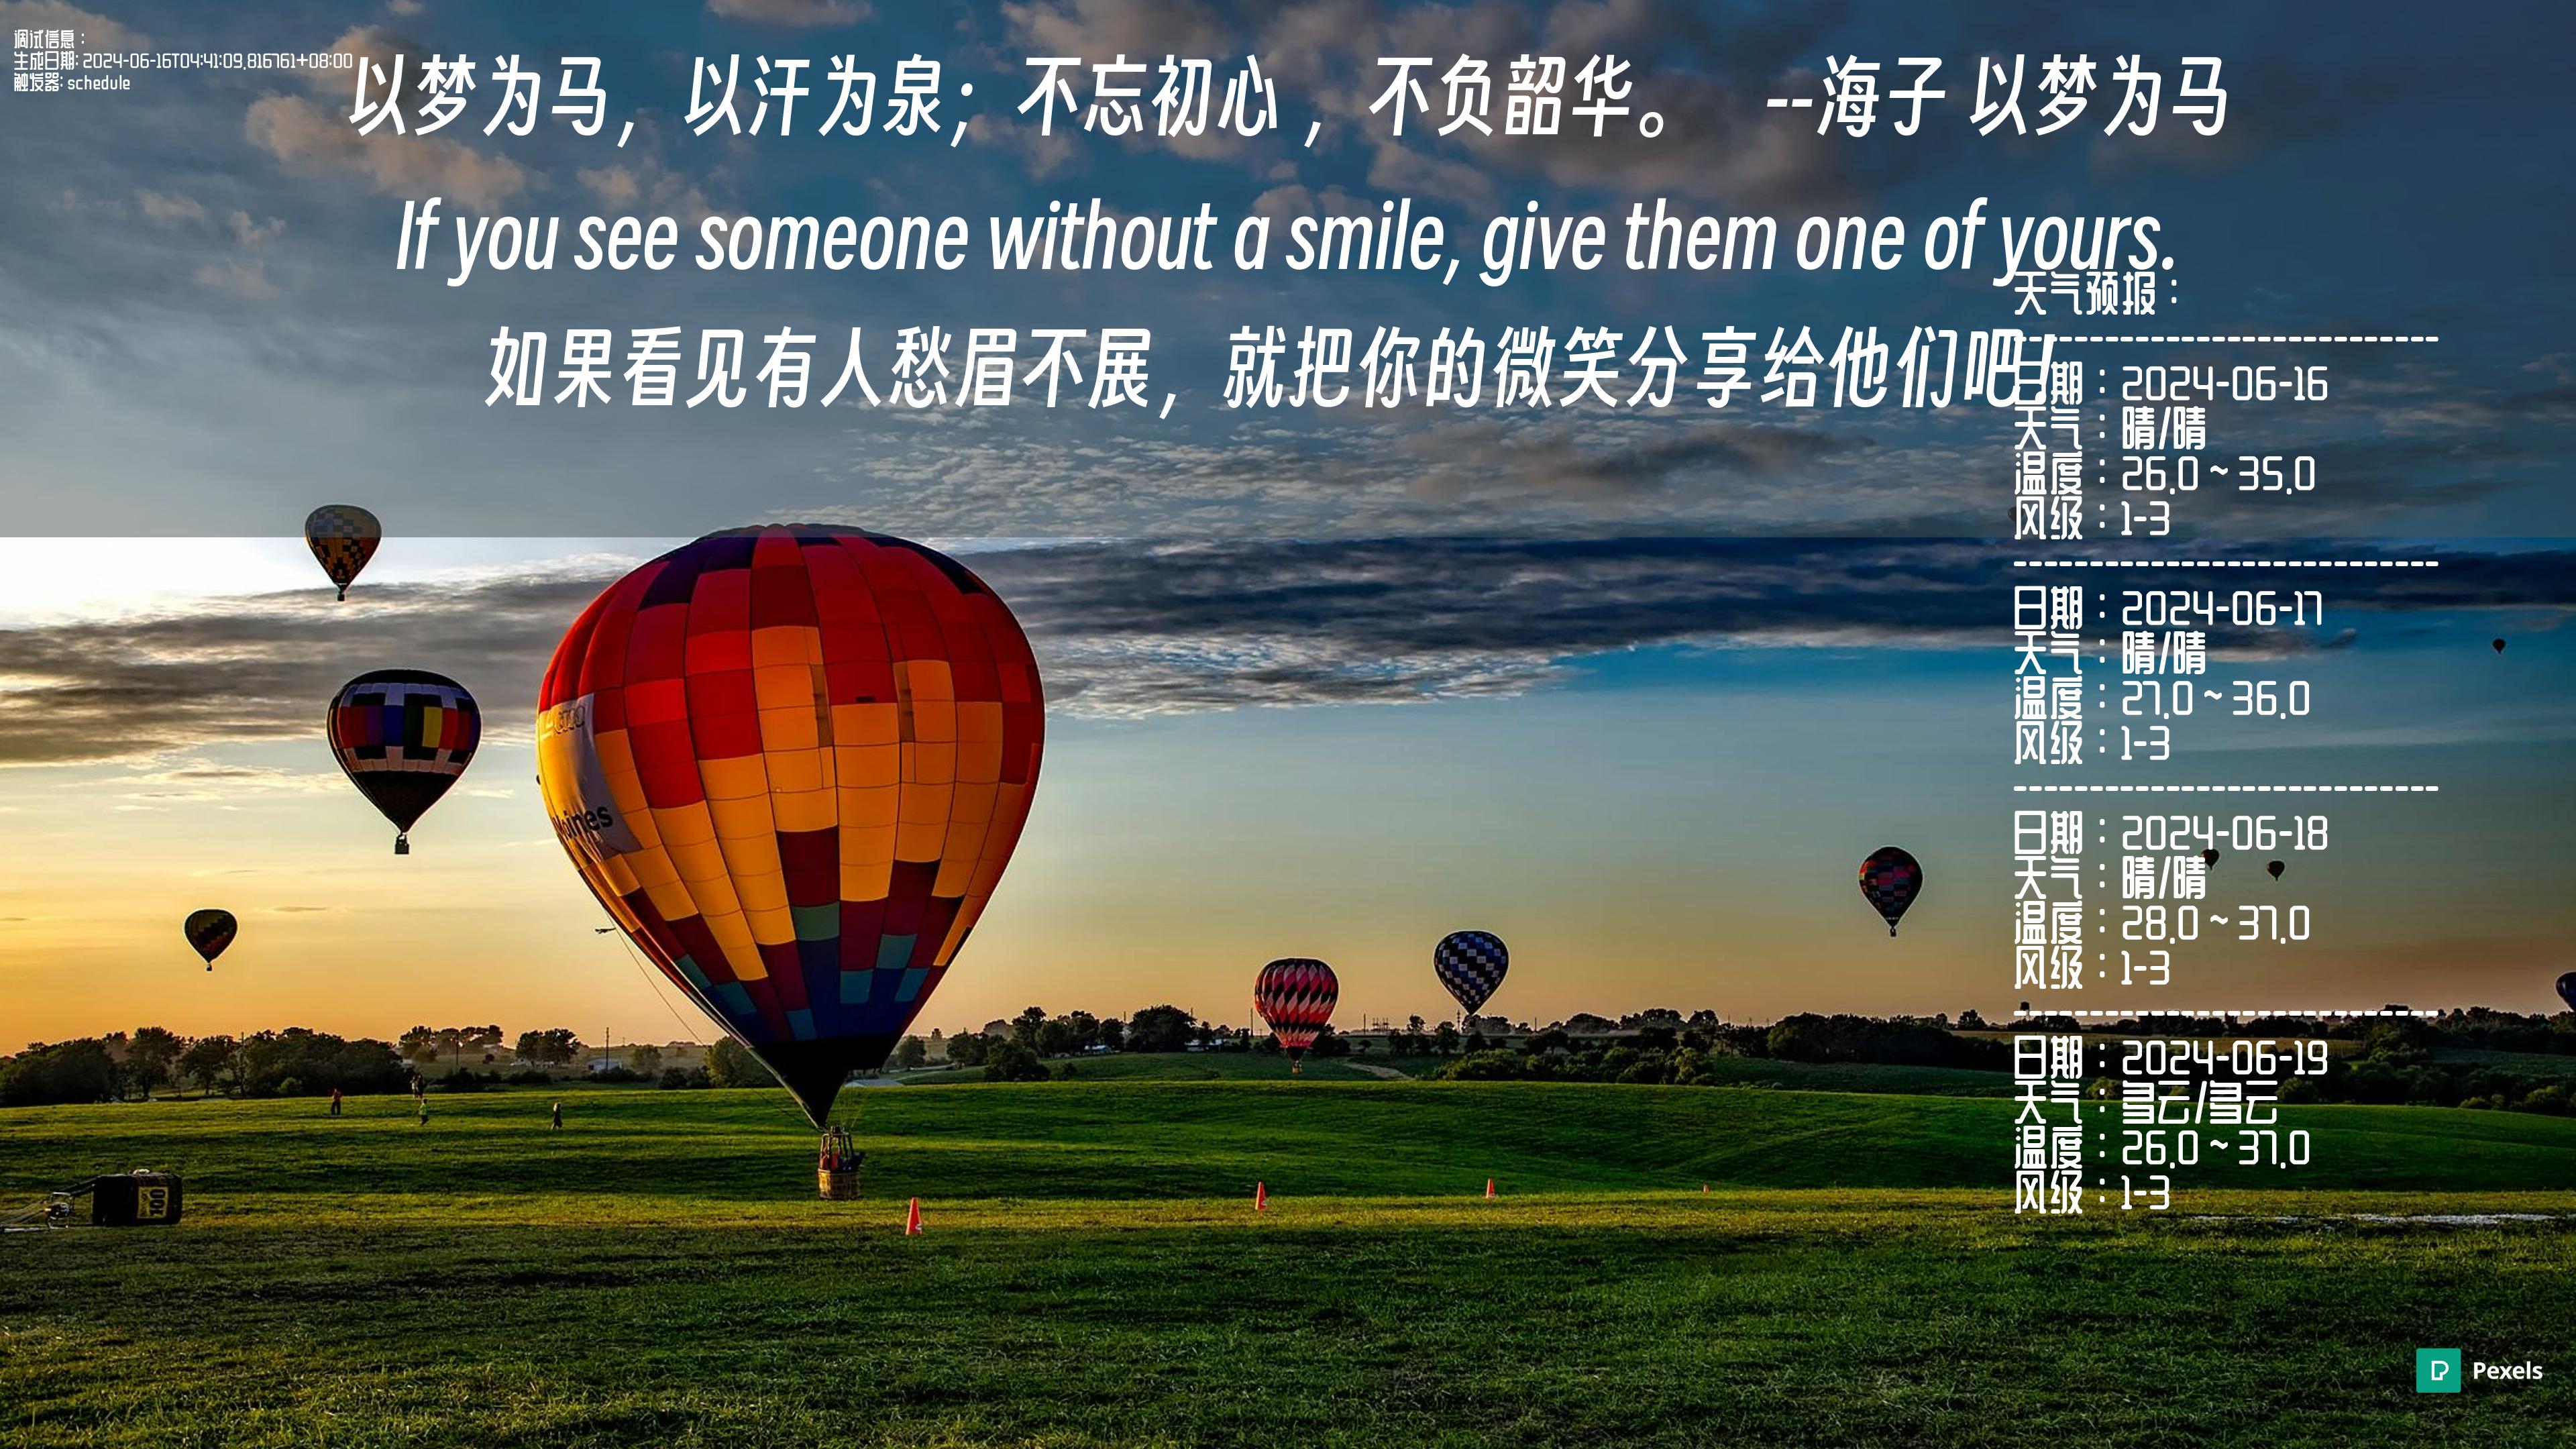 调试信息：
生成日期: 2024-06-16T04:41:09.816761+08:00
触发器: schedule
以梦为马，以汗为泉；不忘初心，不负韶华。 --海子 以梦为马
If you see someone without a smile, give them one of yours.
如果看见有人愁眉不展，就把你的微笑分享给他们吧！
天气预报：
----------------------------
日期：2024-06-16
天气：晴/晴
温度：26.0 ~ 35.0
风级：1-3
----------------------------
日期：2024-06-17
天气：晴/晴
温度：27.0 ~ 36.0
风级：1-3
----------------------------
日期：2024-06-18
天气：晴/晴
温度：28.0 ~ 37.0
风级：1-3
----------------------------
日期：2024-06-19
天气：多云/多云
温度：26.0 ~ 37.0
风级：1-3
Moines
100
Pexels